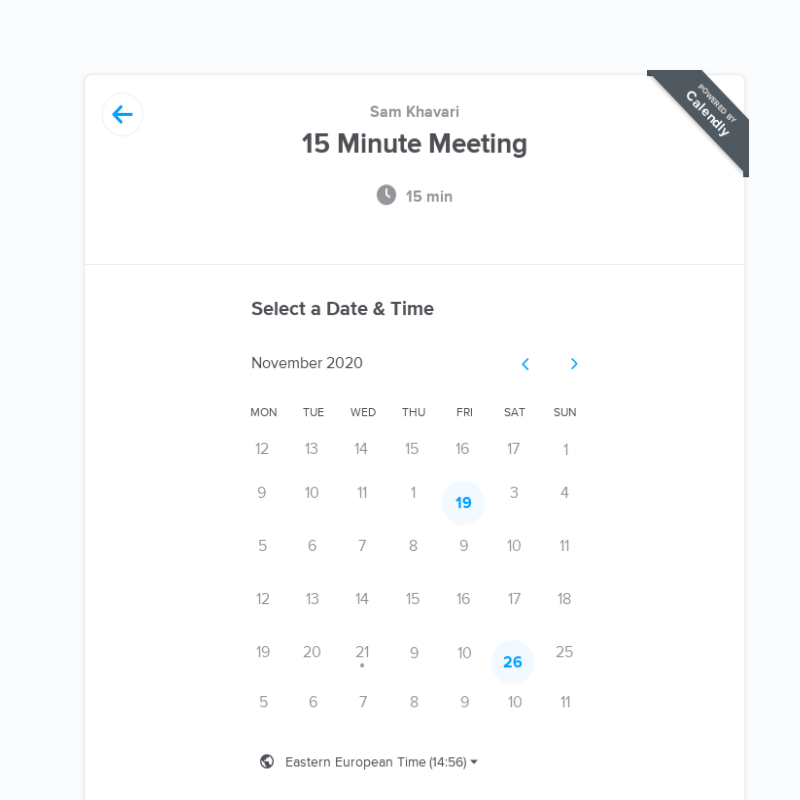 POWERED BY
Calendly
Sam Khavari
15 Minute Meeting
15 min
Select a Date & Time
November 2020
MON TUE WED THU FRI SAT SUN
12 13 14 15 16 17 1
9 10 11 1 19 3 4
5 6 7 8 9 10 11
12 13 14 15 16 17 18
19 20 21 9 10 26 25
5 6 7 8 9 10 11
Eastern European Time (14:56)